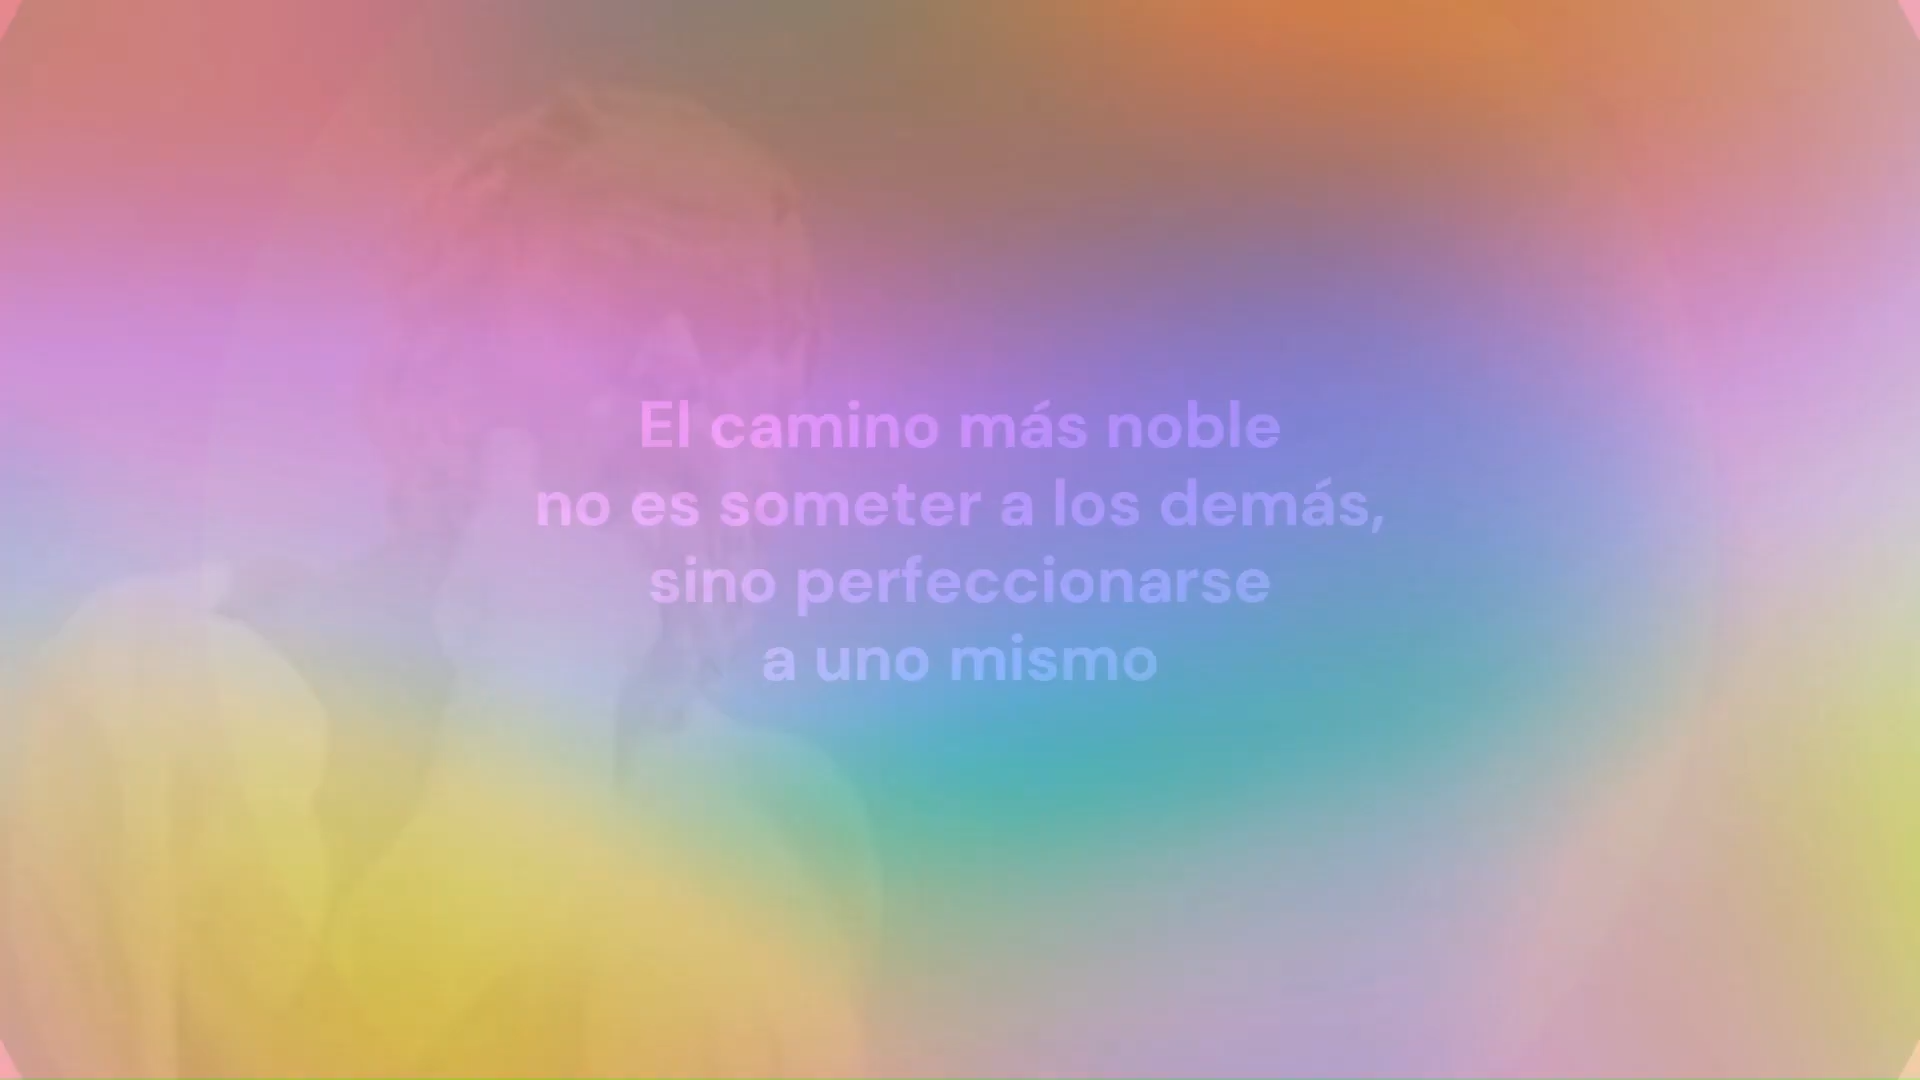 El camino más noble
no es someter a los demás,
sino perfeccionarse
a uno mismo